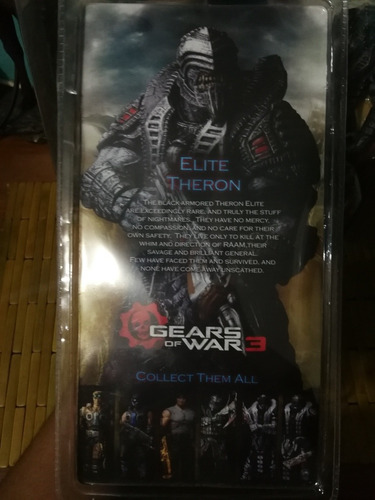 ELITE
THERON
THE BLACK-ARMORED THERON ELITE
ARE EXCEEDINGLY RARE, AND TRULY THE STUFF
OF NIGHTMARES. THEY HAVE NO MERCY,
NO COMPASSION, AND NO CARE FOR THEIR
OWN SAFETY. THEY LIVE ONLY TO KILL AT THE
WHIM AND DIRECTION OF RAAM, THEIR
SAVAGE AND BRILLIANT GENERAL.
FEW HAVE FACED THEM AND SURVIVED, AND
NONE HAVE COME AWAY UNSCATHED.
GEARS
OF WAR 3
COLLECT THEM ALL